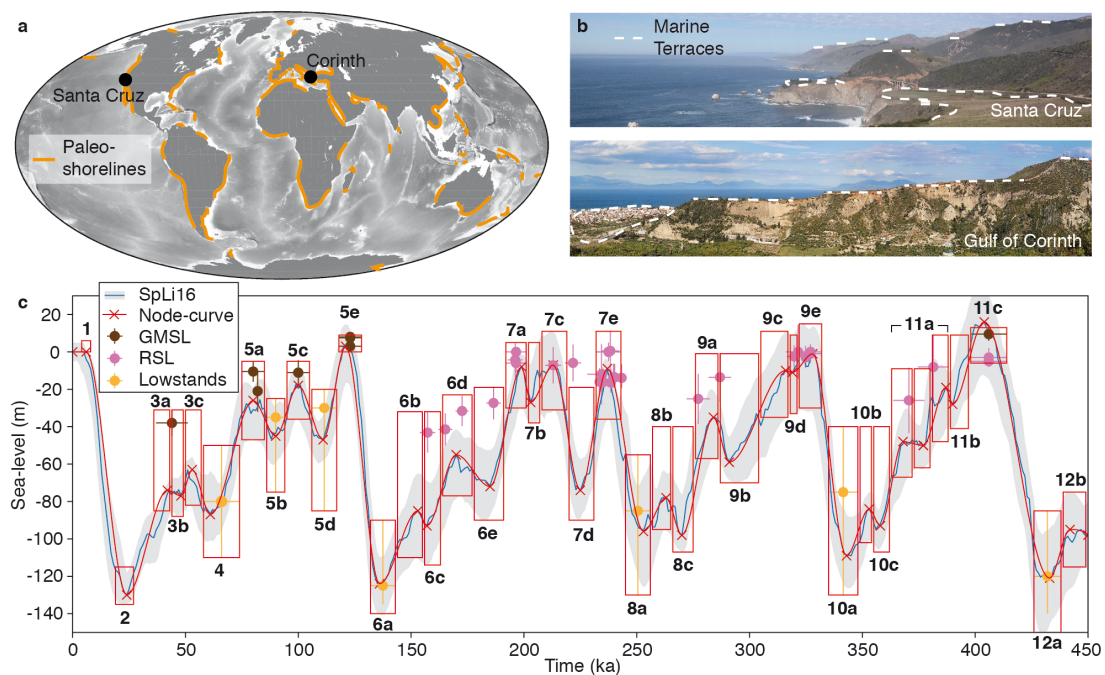 a
Corinth
Santa Cruz
Paleo-
shorelines
b
Marine
Terraces
Santa Cruz
Gulf of Corinth
c
SpLi16
Node-curve
GMSL
RSL
Lowstands
Sea-level (m)
20
0
-20
-40
-60
-80
-100
-120
-140
1
2
3a
3b
3c
4
5a
5b
5c
5d
5e
6a
6b
6c
6d
6e
7a
7b
7c
7d
7e
8a
8b
8c
9a
9b
9c
9d
9e
10a
10b
10c
11a
11b
11c
12a
12b
0
50
100
150
200
250
300
350
400
450
Time (ka)